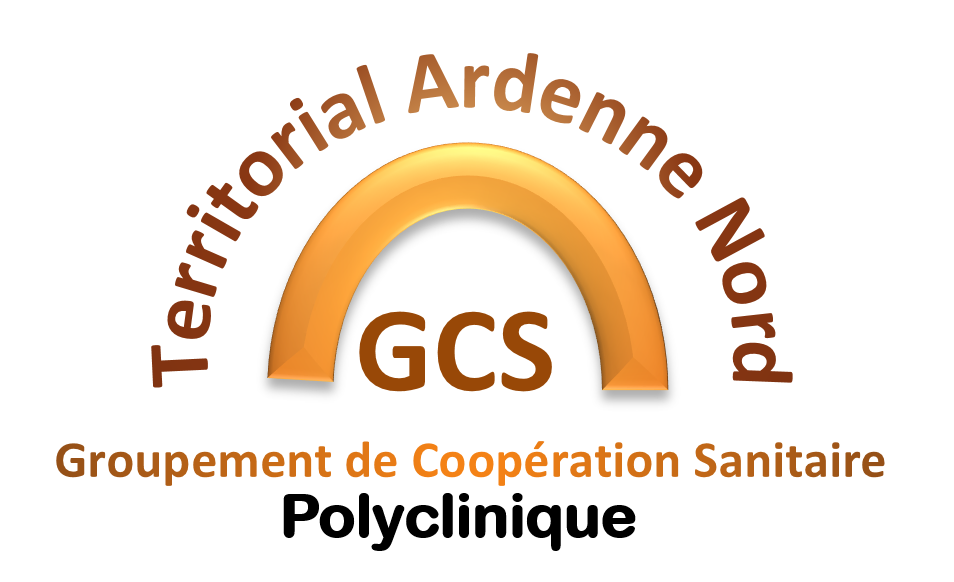 Territorial Ardenne Nord
GCS
Groupement de Coopération Sanitaire
Polyclinique